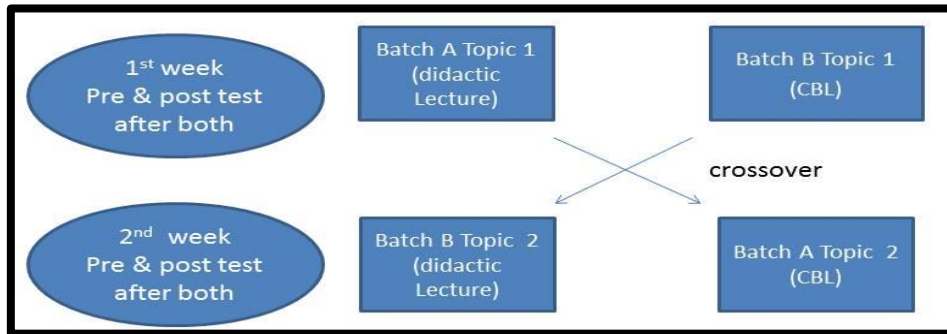 1st week
Pre & post test
after both
Batch A Topic 1
(didactic
Lecture)
Batch B Topic 1
(CBL)
crossover
2nd week
Pre & post test
after both
Batch B Topic 2
(didactic
Lecture)
Batch A Topic 2
(CBL)